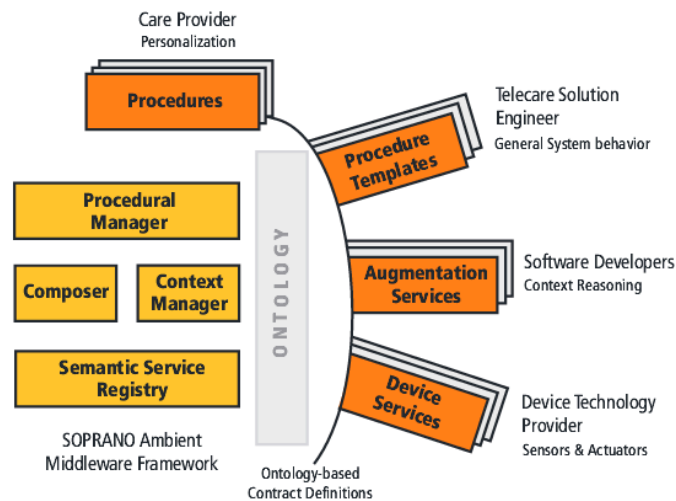 Care Provider
Personalization
Procedures
Telecare Solution
Engineer
General System behavior
Procedure
Templates
Procedural
Manager
Composer
Context
Manager
ONTOLOGY
Augmentation
Services
Software Developers
Context Reasoning
Semantic Service
Registry
Device
Services
Device Technology
Provider
Sensors & Actuators
SOPRANO Ambient
Middleware Framework
Ontology-based
Contract Definitions